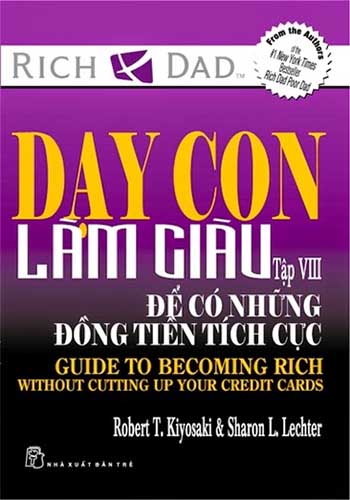 RICH DAD™
From the Authors
of the
#1 New York Times
Bestseller
Rich Dad Poor Dad
DẠY CON
LÀM GIÀU
Tập VIII
ĐỂ CÓ NHỮNG
ĐỒNG TIỀN TÍCH CỰC
GUIDE TO BECOMING RICH
WITHOUT CUTTING UP YOUR CREDIT CARDS
Robert T. Kiyosaki & Sharon L. Lechter
NHÀ XUẤT BẢN TRẺ